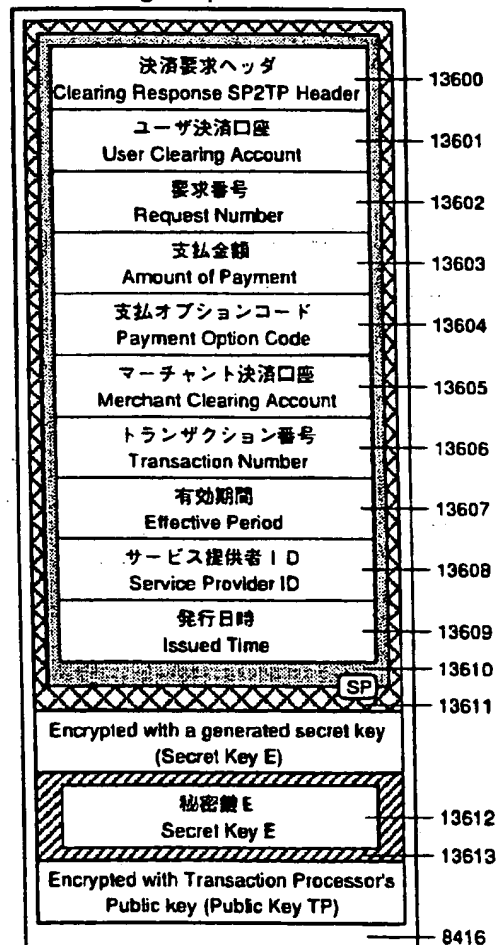 決済要求ヘッダ
Clearing Response SP2TP Header
13600
ユーザ決済口座
User Clearing Account
13601
要求番号
Request Number
13602
支払金額
Amount of Payment
13603
支払オプションコード
Payment Option Code
13604
マーチャント決済口座
Merchant Clearing Account
13605
トランザクション番号
Transaction Number
13606
有効期間
Effective Period
13607
サービス提供者ID
Service Provider ID
13608
発行日時
Issued Time
13609
13610
SP
13611
Encrypted with a generated secret key
(Secret Key E)
秘密鍵E
Secret Key E
13612
13613
Encrypted with Transaction Processor's
Public key (Public Key TP)
8416